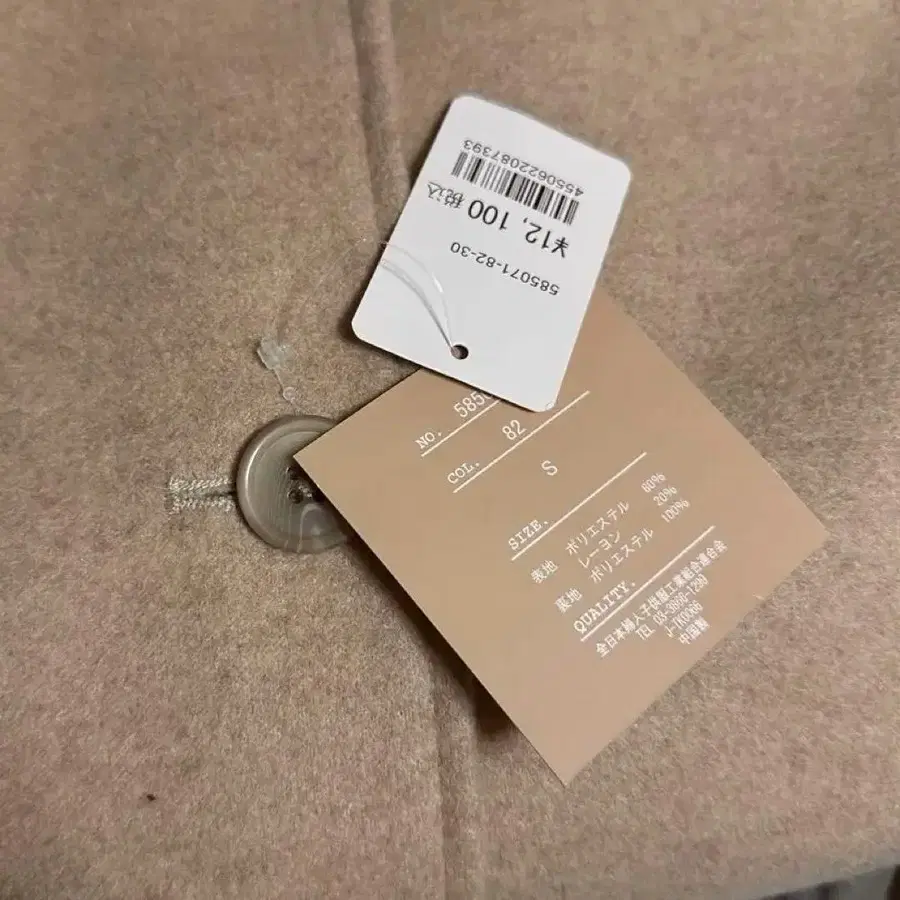 585071-82-30
¥12,100 税込
4550622087393
NO. 585
COL. 82
SIZE. S
表地 ポリエステル 60%
レーヨン 20%
裏地 ポリエステル 100%
QUALITY.
全日本婦人子供服工業組合連合会
TEL 03-3660-1299
J-TK0066
中国製